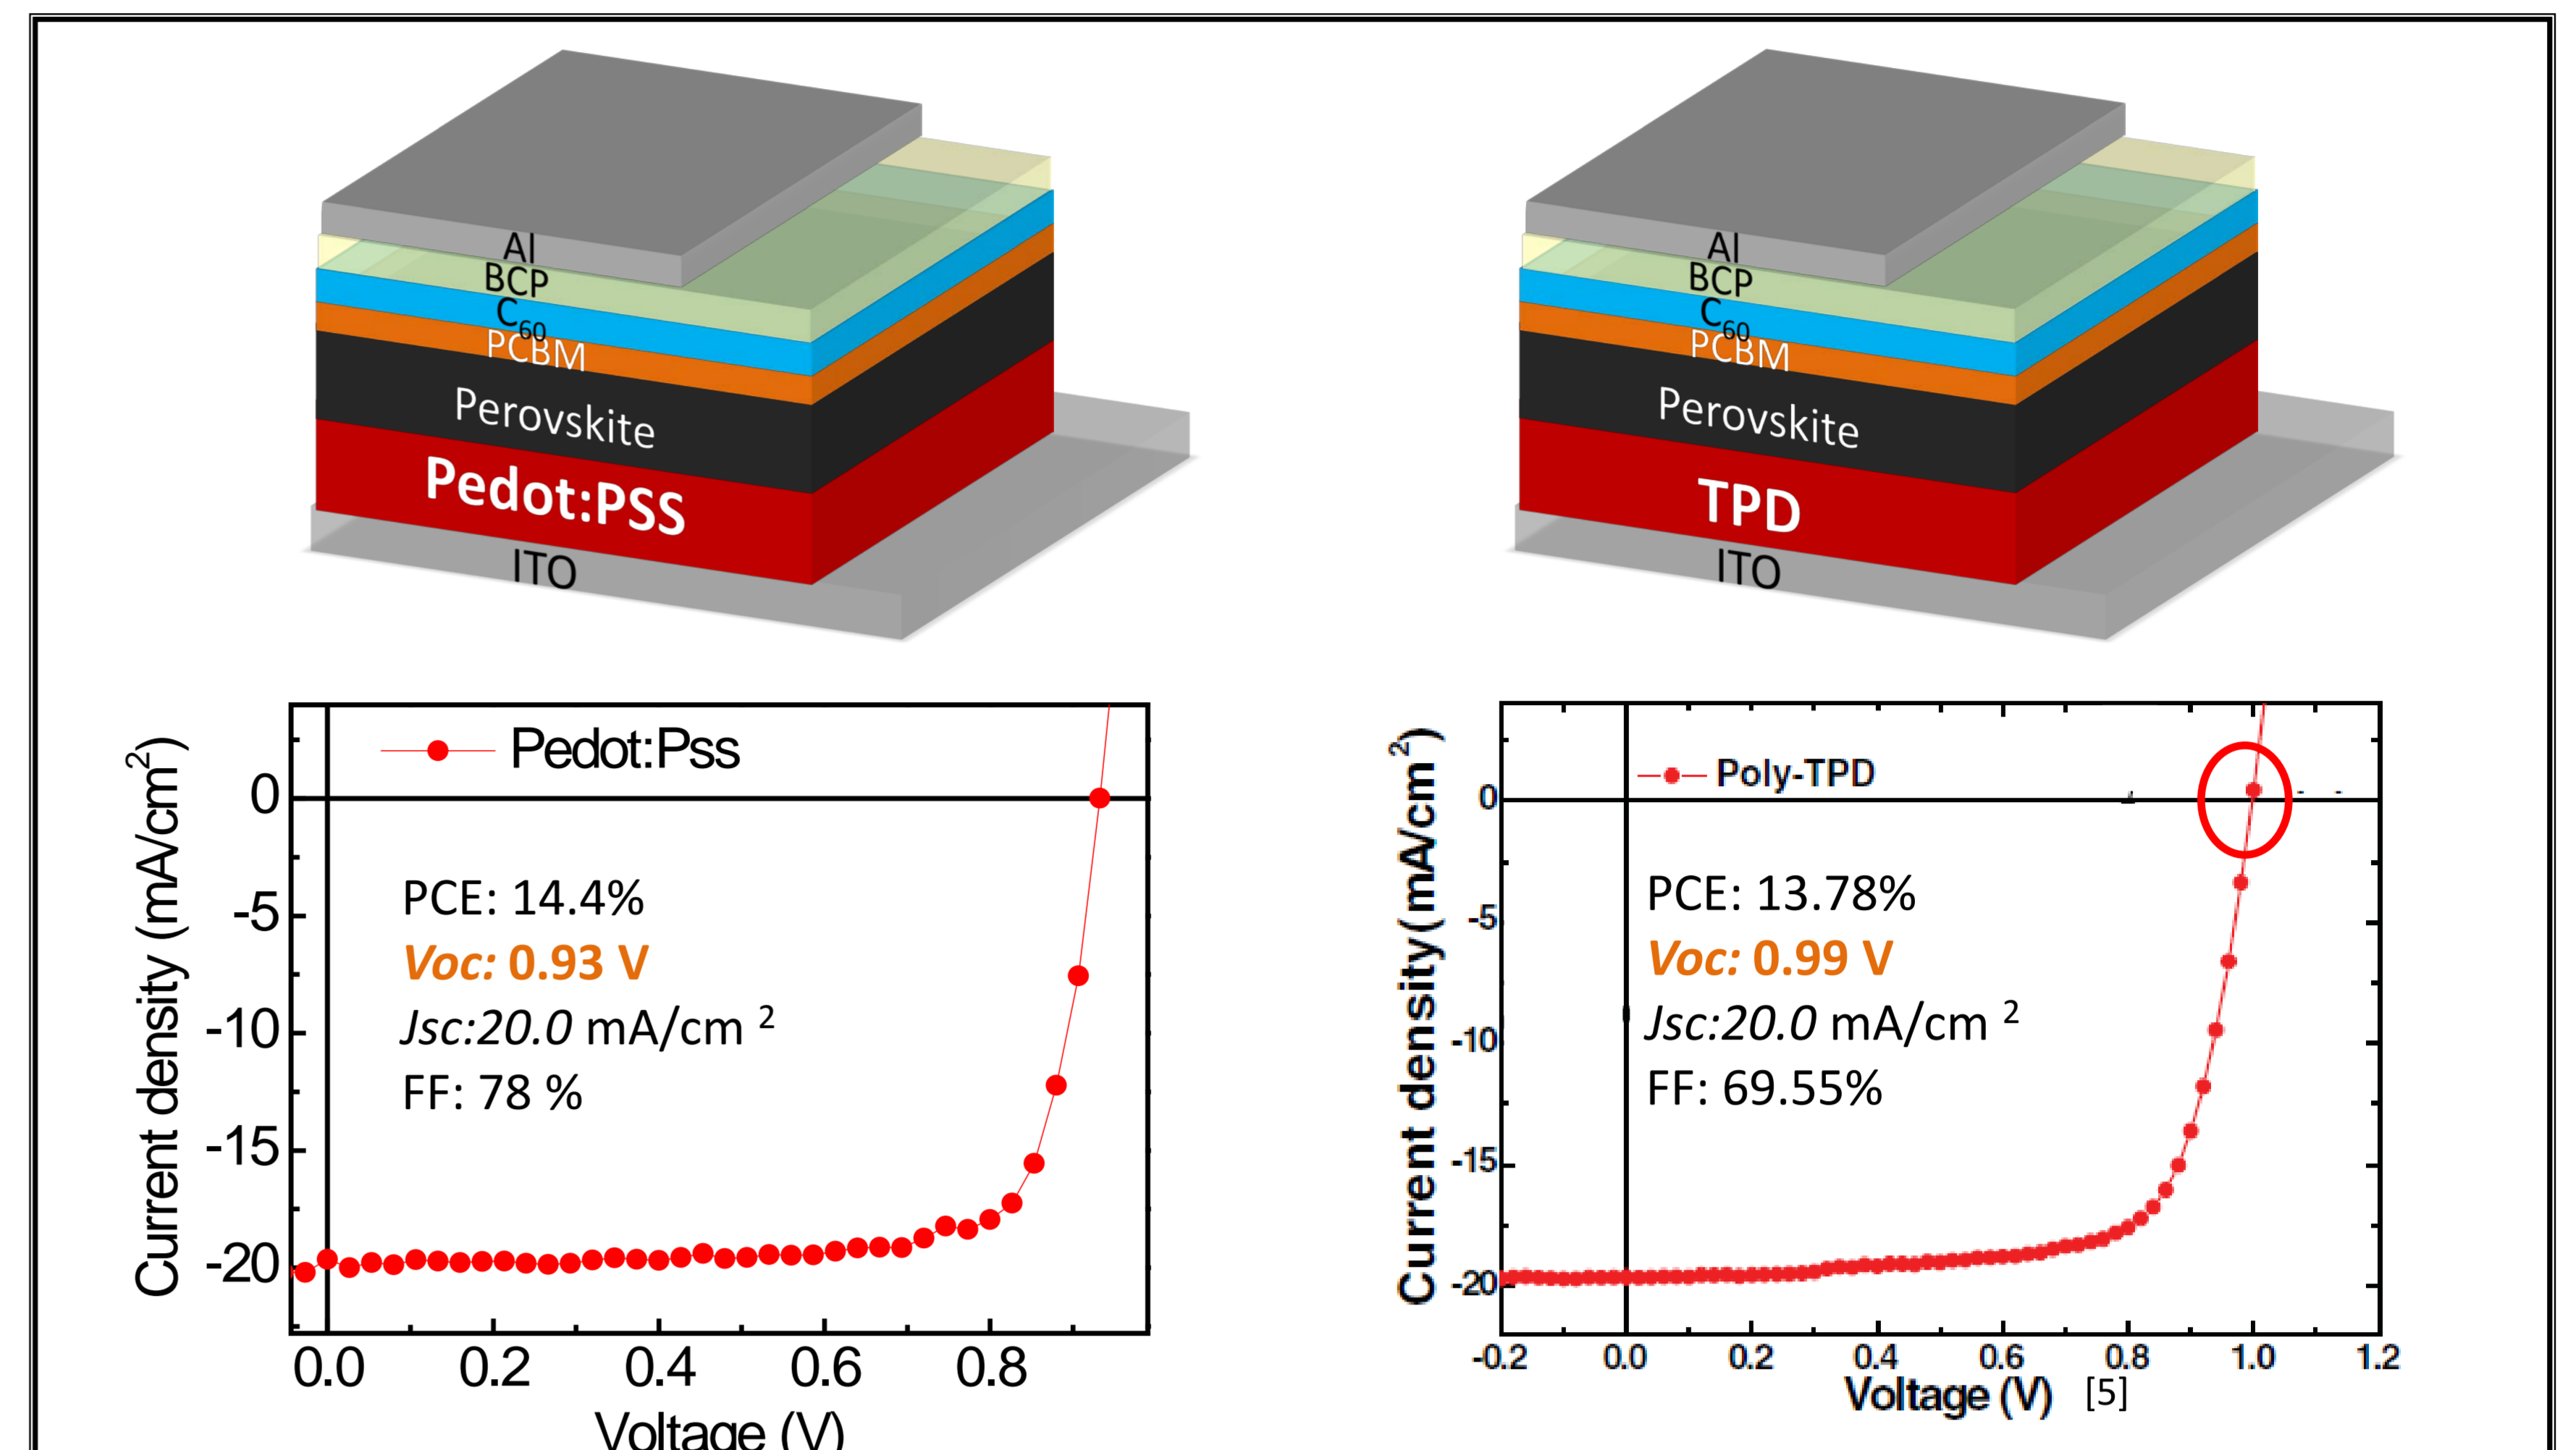 Al
BCP
C60
PCBM
Perovskite
Pedot:PSS
ITO
Al
BCP
C60
PCBM
Perovskite
TPD
ITO
Pedot:Pss
PCE: 14.4%
Voc: 0.93 V
Jsc:20.0 mA/cm 2
FF: 78 %
Current density (mA/cm2)
0
-5
-10
-15
-20
0.0 0.2 0.4 0.6 0.8
Voltage (V)
Poly-TPD
PCE: 13.78%
Voc: 0.99 V
Jsc:20.0 mA/cm 2
FF: 69.55%
Current density(mA/cm2)
0
-5
-10
-15
-20
-0.2 0.0 0.2 0.4 0.6 0.8 1.0 1.2
Voltage (V) [5]